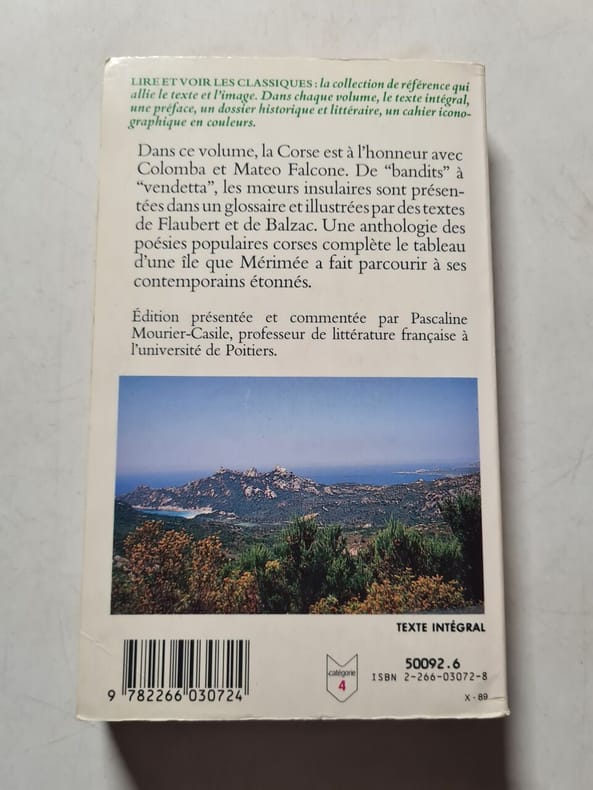 LIRE ET VOIR LES CLASSIQUES : la collection de référence qui
allie le texte et l'image. Dans chaque volume, le texte intégral,
une préface, un dossier historique et littéraire, un cahier icono-
graphique en couleurs.
Dans ce volume, la Corse est à l'honneur avec
Colomba et Mateo Falcone. De "bandits" à
"vendetta", les mœurs insulaires sont présen-
tées dans un glossaire et illustrées par des textes
de Flaubert et de Balzac. Une anthologie des
poésies populaires corses complète le tableau
d'une île que Mérimée a fait parcourir à ses
contemporains étonnés.
Édition présentée et commentée par Pascaline
Mourier-Casile, professeur de littérature française à
l'université de Poitiers.
TEXTE INTÉGRAL
9 782266 030724
catégorie
4
50092.6
ISBN 2-266-03072-8
X - 89